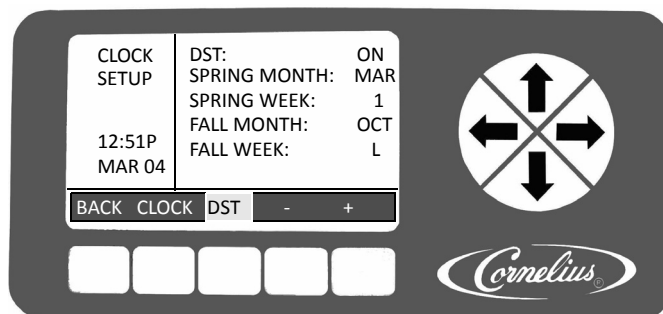 CLOCK
SETUP
12:51P
MAR 04
DST: ON
SPRING MONTH: MAR
SPRING WEEK: 1
FALL MONTH: OCT
FALL WEEK: L
BACK CLOCK DST - +
Cornelius®